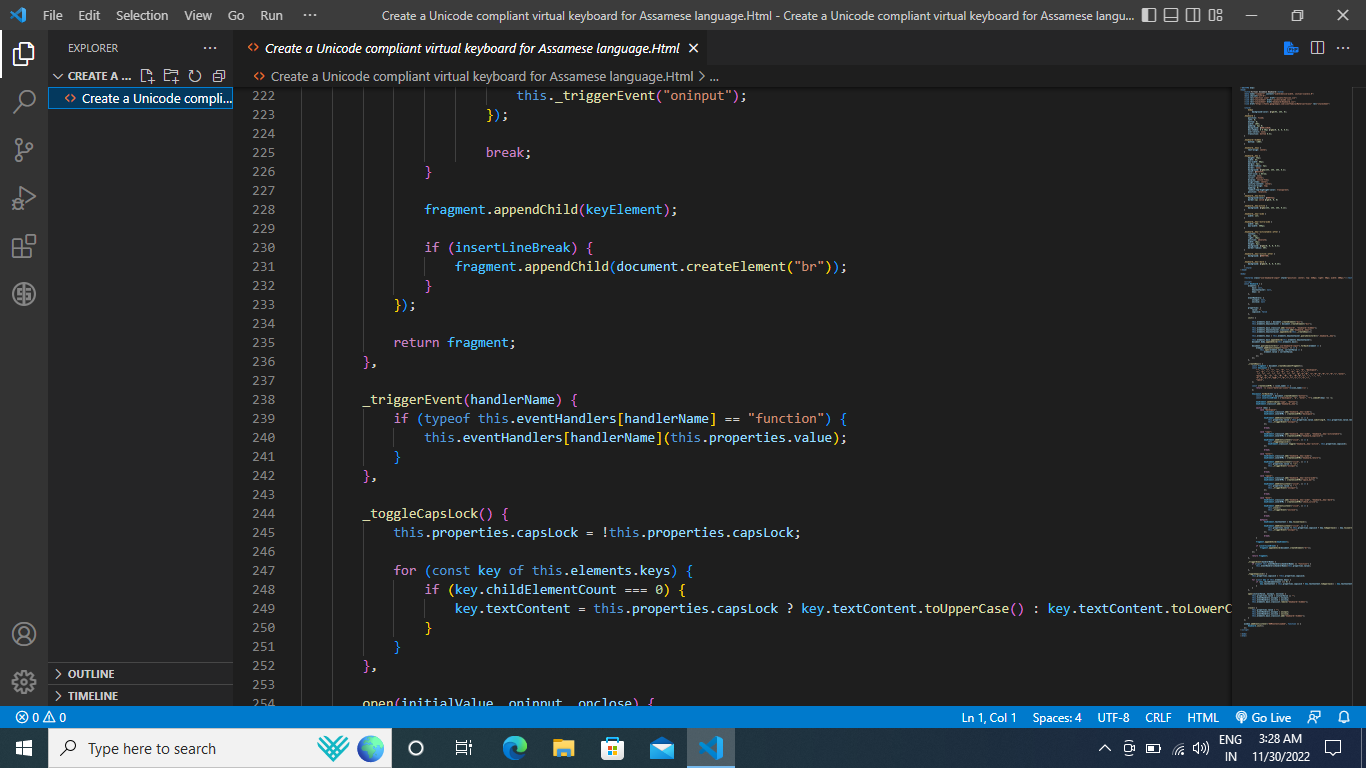 File Edit Selection View Go Run ···
Create a Unicode compliant virtual keyboard for Assamese language.Html - Create a Unicode compliant virtual keyboard for Assamese langu...
EXPLORER ···
CREATE A ...
Create a Unicode compli...
Create a Unicode compliant virtual keyboard for Assamese language.Html
Create a Unicode compliant virtual keyboard for Assamese language.Html > ...
222 this._triggerEvent("oninput");
223 });
224
225 break;
226 }
227
228 fragment.appendChild(keyElement);
229
230 if (insertLineBreak) {
231 fragment.appendChild(document.createElement("br"));
232 }
233 });
234
235 return fragment;
236 },
237
238 _triggerEvent(handlerName) {
239 if (typeof this.eventHandlers[handlerName] == "function") {
240 this.eventHandlers[handlerName](this.properties.value);
241 }
242 },
243
244 _toggleCapsLock() {
245 this.properties.capsLock = !this.properties.capsLock;
246
247 for (const key of this.elements.keys) {
248 if (key.childElementCount === 0) {
249 key.textContent = this.properties.capsLock ? key.textContent.toUpperCase() : key.textContent.toLowerC
250 }
251 }
252 },
253
254 open(initialValue, oninput, onclose) {
OUTLINE
TIMELINE
0 0
Ln 1, Col 1 Spaces: 4 UTF-8 CRLF HTML Go Live
Type here to search
ENG
IN
3:28 AM
11/30/2022